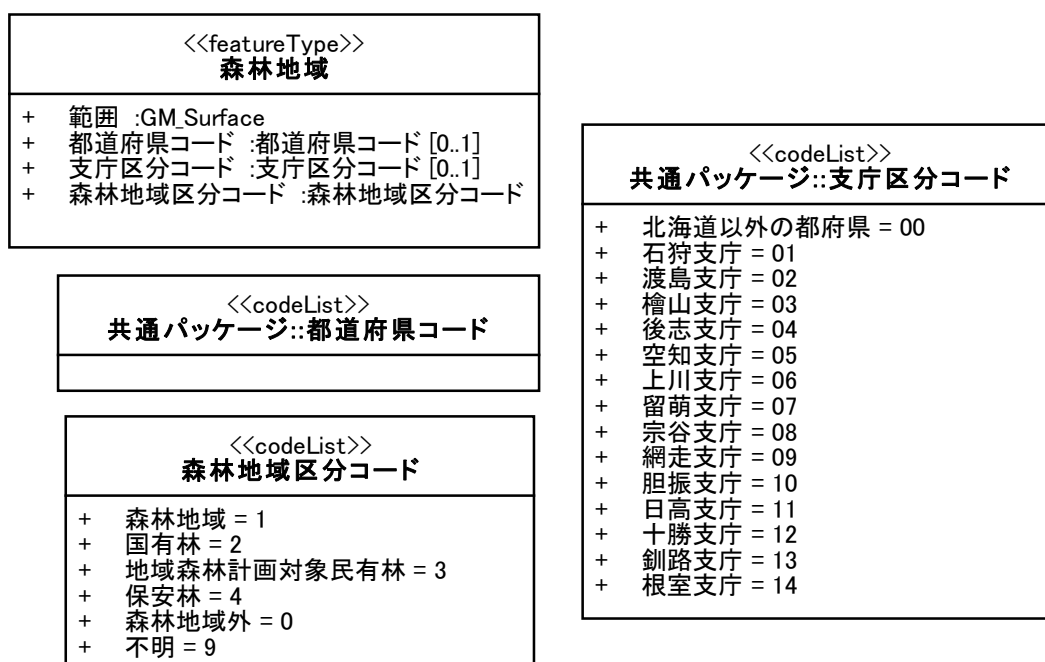 <<featureType>>
森林地域
+ 範囲 :GM_Surface
+ 都道府県コード :都道府県コード [0..1]
+ 支庁区分コード :支庁区分コード [0..1]
+ 森林地域区分コード :森林地域区分コード
<<codeList>>
共通パッケージ::都道府県コード
<<codeList>>
森林地域区分コード
+ 森林地域 = 1
+ 国有林 = 2
+ 地域森林計画対象民有林 = 3
+ 保安林 = 4
+ 森林地域外 = 0
+ 不明 = 9
<<codeList>>
共通パッケージ::支庁区分コード
+ 北海道以外の都府県 = 00
+ 石狩支庁 = 01
+ 渡島支庁 = 02
+ 檜山支庁 = 03
+ 後志支庁 = 04
+ 空知支庁 = 05
+ 上川支庁 = 06
+ 留萌支庁 = 07
+ 宗谷支庁 = 08
+ 網走支庁 = 09
+ 胆振支庁 = 10
+ 日高支庁 = 11
+ 十勝支庁 = 12
+ 釧路支庁 = 13
+ 根室支庁 = 14